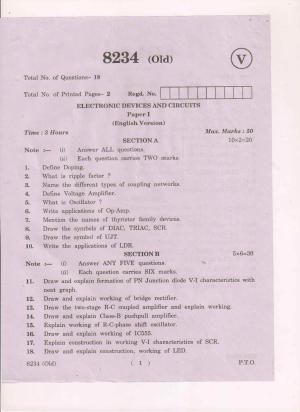 8234 (Old)
V
Total No. of Questions- 18
Total No. of Printed Pages- 2 Regd. No.
ELECTRONIC DEVICES AND CIRCUITS
Paper I
(English Version)
Time : 3 Hours Max. Marks : 50
SECTION A 10×2=20
Note :— (i) Answer ALL questions.
(ii) Each question carries TWO marks.
1. Define Doping.
2. What is ripple factor ?
3. Name the different types of coupling networks.
4. Define Voltage Amplifier.
5. What is Oscillator ?
6. Write applications of Op-Amp.
7. Mention the names of thyristor family devices.
8. Draw the symbols of DIAC, TRIAC, SCR.
9. Draw the symbol of UJT.
10. Write the applications of LDR.
SECTION B 5×6=30
Note :— (i) Answer ANY FIVE questions.
(ii) Each question carries SIX marks.
11. Draw and explain formation of PN Junction diode V-I characteristics with
neat graph.
12. Draw and explain working of bridge rectifier.
13. Draw the two-stage R-C coupled amplifier and explain working.
14. Draw and explain Class-B pushpull amplifier.
15. Explain working of R-C-phase shift oscillator.
16. Draw and explain working of IC555.
17. Explain construction in working V-I characteristics of SCR.
18. Draw and explain construction, working of LED.
8234 (Old) ( 1 ) P.T.O.